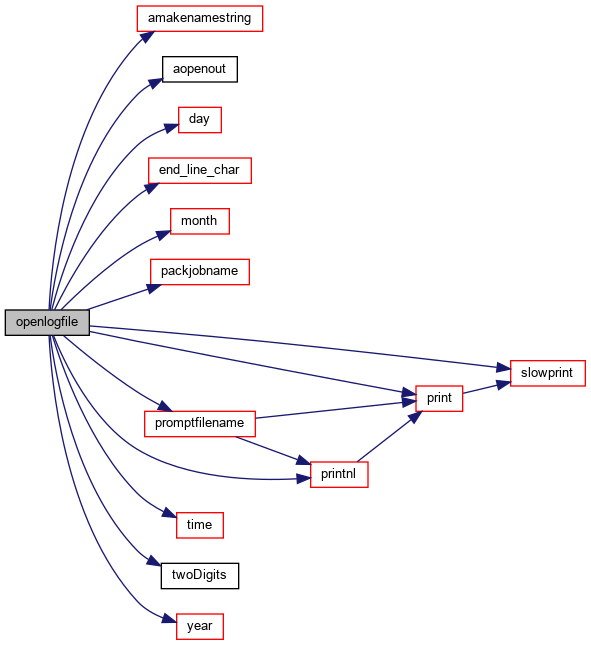 amakenamestring
aopenout
day
end_line_char
month
packjobname
openlogfile
slowprint
print
promptfilename
printnl
time
twoDigits
year